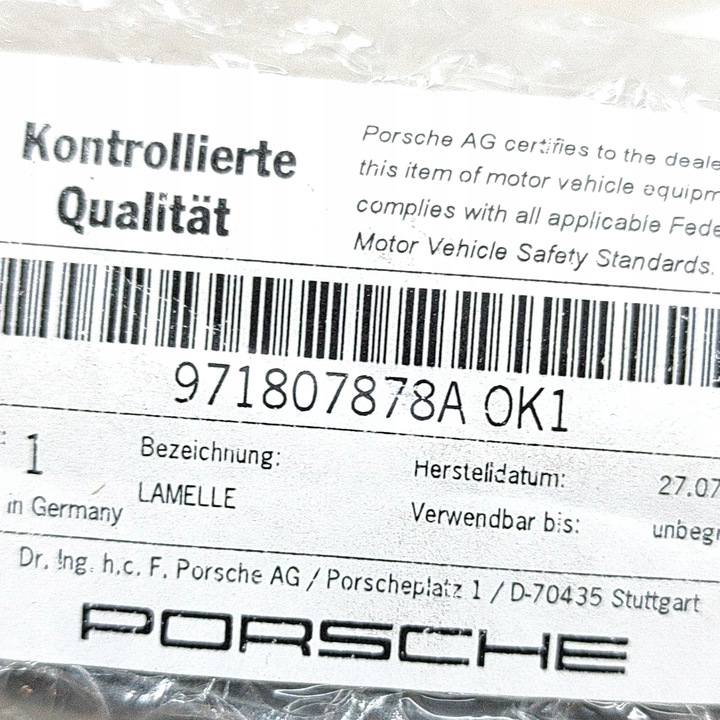 Kontrollierte
Qualität
Porsche AG certifies to the deale
this item of motor vehicle equipm
complies with all applicable Fede
Motor Vehicle Safety Standards.
971807878A OK1
1
in Germany
Bezeichnung:
LAMELLE
Herstelldatum:
27.07
Verwendbar bis:
unbegr
Dr. Ing. h.c. F. Porsche AG / Porscheplatz 1 / D-70435 Stuttgart
PORSCHE